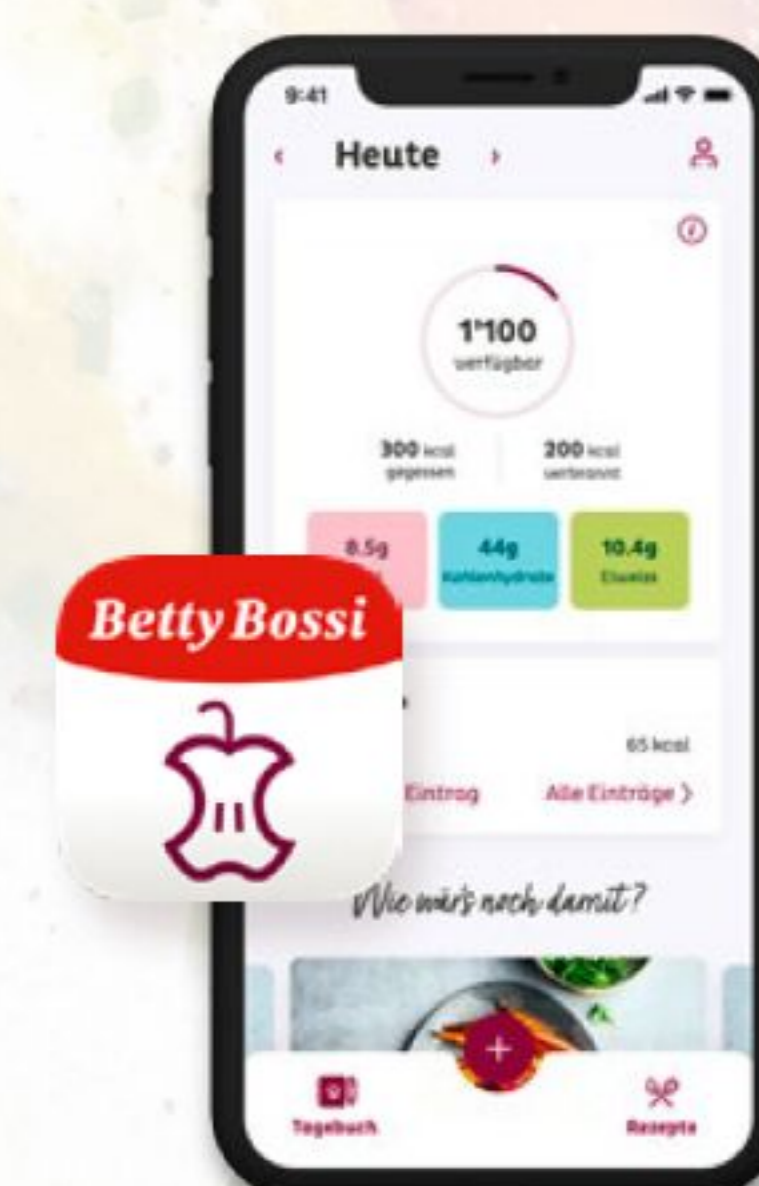 9:41
Heute
1'100
verfügbar
300 kcal
gegessen
200 kcal
verbrannt
8.5g
44g
Kohlenhydrate
10.4g
Eiweiss
Betty Bossi
65 kcal
Eintrag
Alle Einträge
Wie wär's noch damit?
Tagebuch
Rezepte